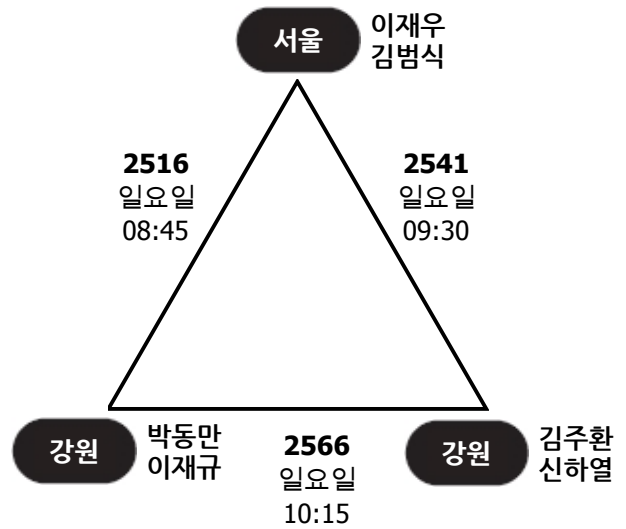 서울
이재우
김범식
2516
일요일
08:45
2541
일요일
09:30
강원
박동만
이재규
2566
일요일
10:15
강원
김주환
신하열